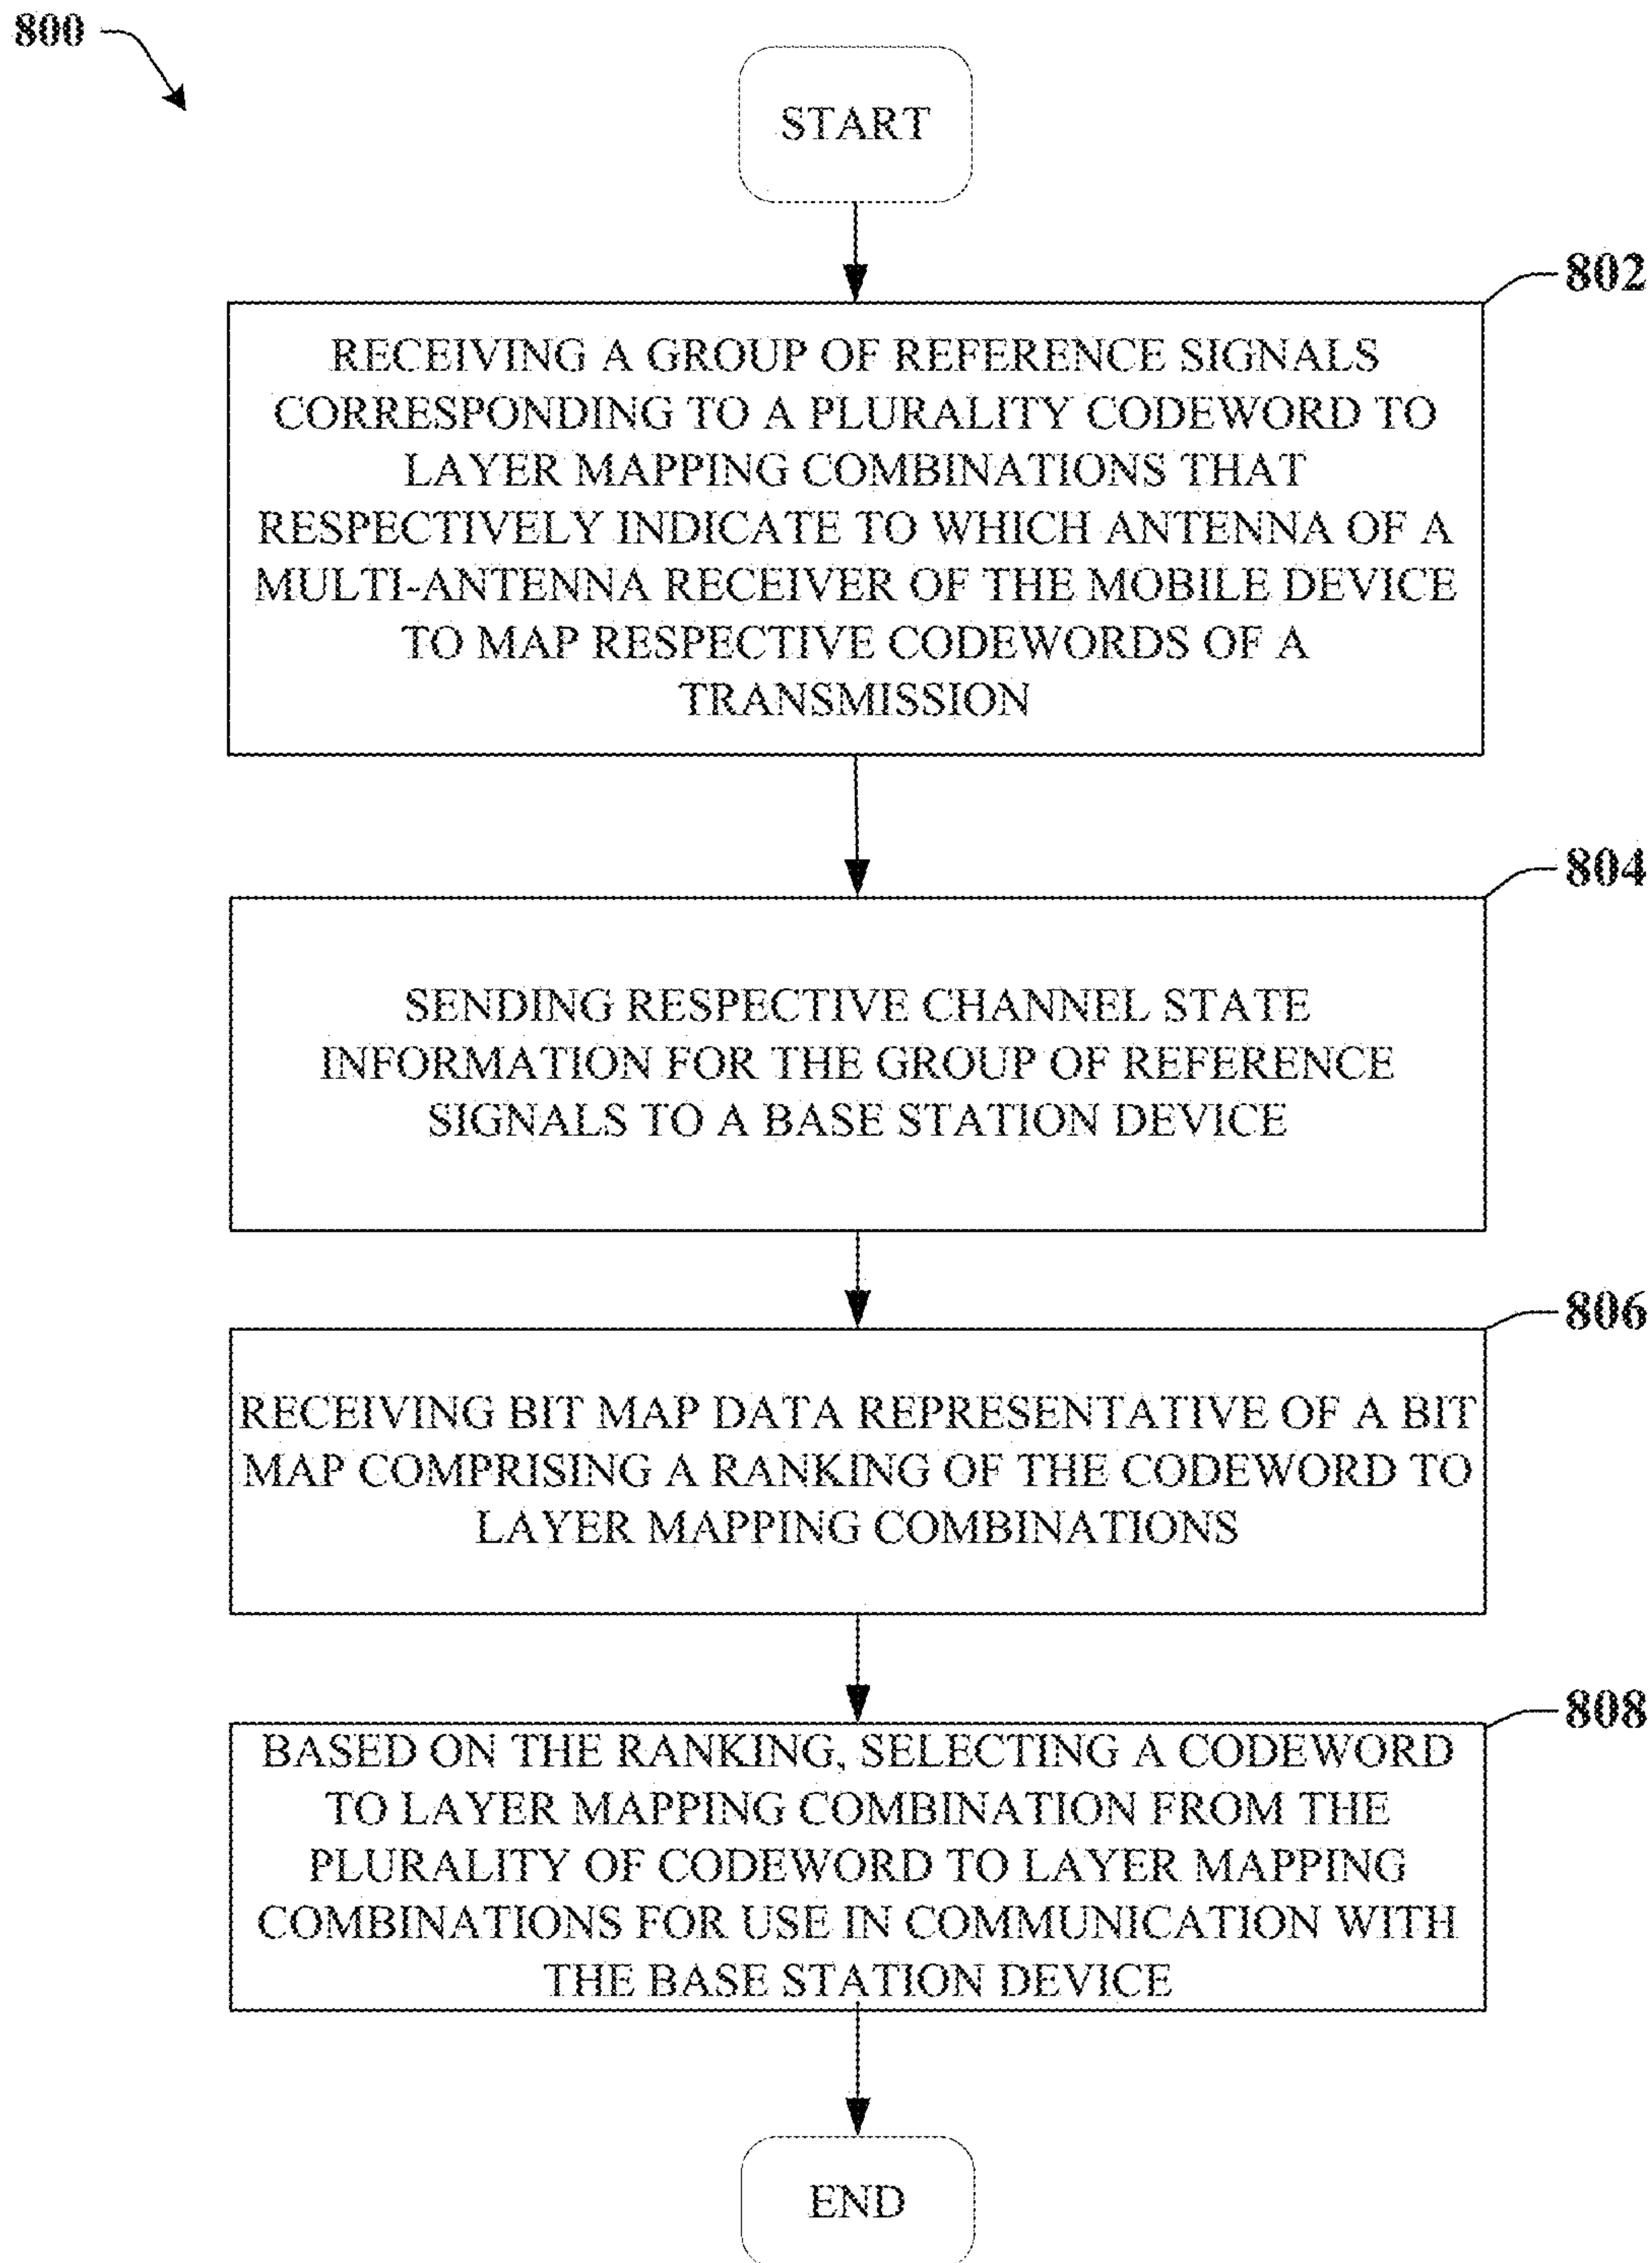 800
START
802
RECEIVING A GROUP OF REFERENCE SIGNALS
CORRESPONDING TO A PLURALITY CODEWORD TO
LAYER MAPPING COMBINATIONS THAT
RESPECTIVELY INDICATE TO WHICH ANTENNA OF A
MULTI-ANTENNA RECEIVER OF THE MOBILE DEVICE
TO MAP RESPECTIVE CODEWORDS OF A
TRANSMISSION
804
SENDING RESPECTIVE CHANNEL STATE
INFORMATION FOR THE GROUP OF REFERENCE
SIGNALS TO A BASE STATION DEVICE
806
RECEIVING BIT MAP DATA REPRESENTATIVE OF A BIT
MAP COMPRISING A RANKING OF THE CODEWORD TO
LAYER MAPPING COMBINATIONS
808
BASED ON THE RANKING, SELECTING A CODEWORD
TO LAYER MAPPING COMBINATION FROM THE
PLURALITY OF CODEWORD TO LAYER MAPPING
COMBINATIONS FOR USE IN COMMUNICATION WITH
THE BASE STATION DEVICE
END